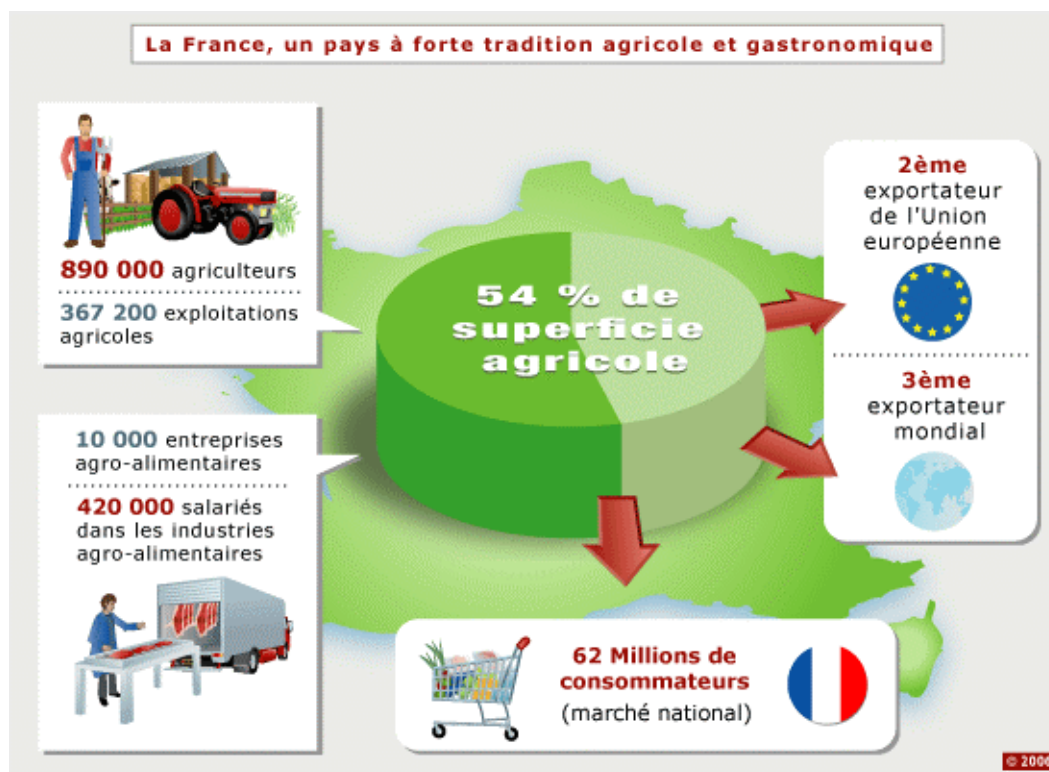 La France, un pays à forte tradition agricole et gastronomique
890 000 agriculteurs
367 200 exploitations
agricoles
10 000 entreprises
agro-alimentaires
420 000 salariés
dans les industries
agro-alimentaires
54 % de
superficie
agricole
2ème
exportateur
de l'Union
européenne
3ème
exportateur
mondial
62 Millions de
consommateurs
(marché national)
© 2006